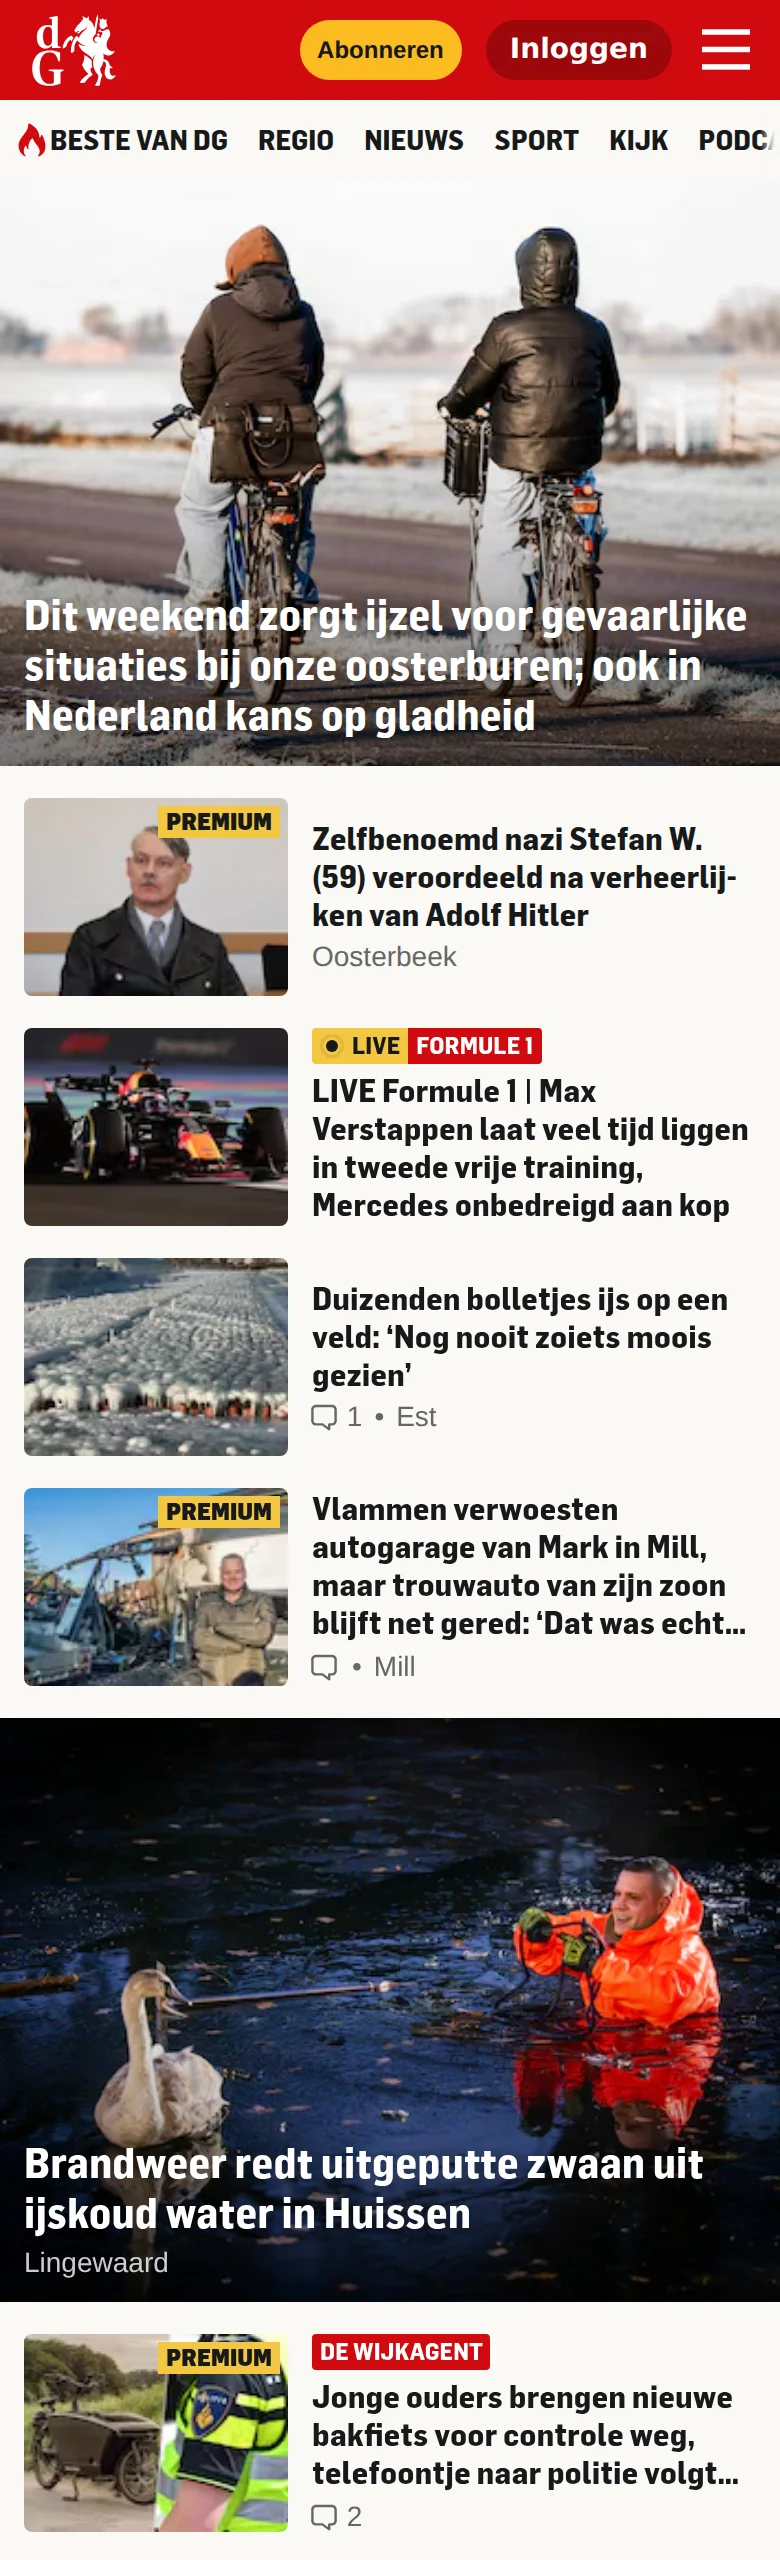 dG
Abonneren
Inloggen
BESTE VAN DG REGIO NIEUWS SPORT KIJK
Dit weekend zorgt ijzel voor gevaarlijke
situaties bij onze oosterburen; ook in
Nederland kans op gladheid
PREMIUM
Zelfbenoemd nazi Stefan W.
(59) veroordeeld na verheerlij-
ken van Adolf Hitler
Oosterbeek
LIVE FORMULE 1
LIVE Formule 1 | Max
Verstappen laat veel tijd liggen
in tweede vrije training,
Mercedes onbedreigd aan kop
Duizenden bolletjes ijs op een
veld: ‘Nog nooit zoiets moois
gezien’
1 • Est
PREMIUM
Vlammen verwoesten
autogarage van Mark in Mill,
maar trouwauto van zijn zoon
blijft net gered: ‘Dat was echt...
• Mill
Brandweer redt uitgeputte zwaan uit
ijskoud water in Huissen
Lingewaard
PREMIUM
DE WIJKAGENT
Jonge ouders brengen nieuwe
bakfiets voor controle weg,
telefoontje naar politie volgt...
2